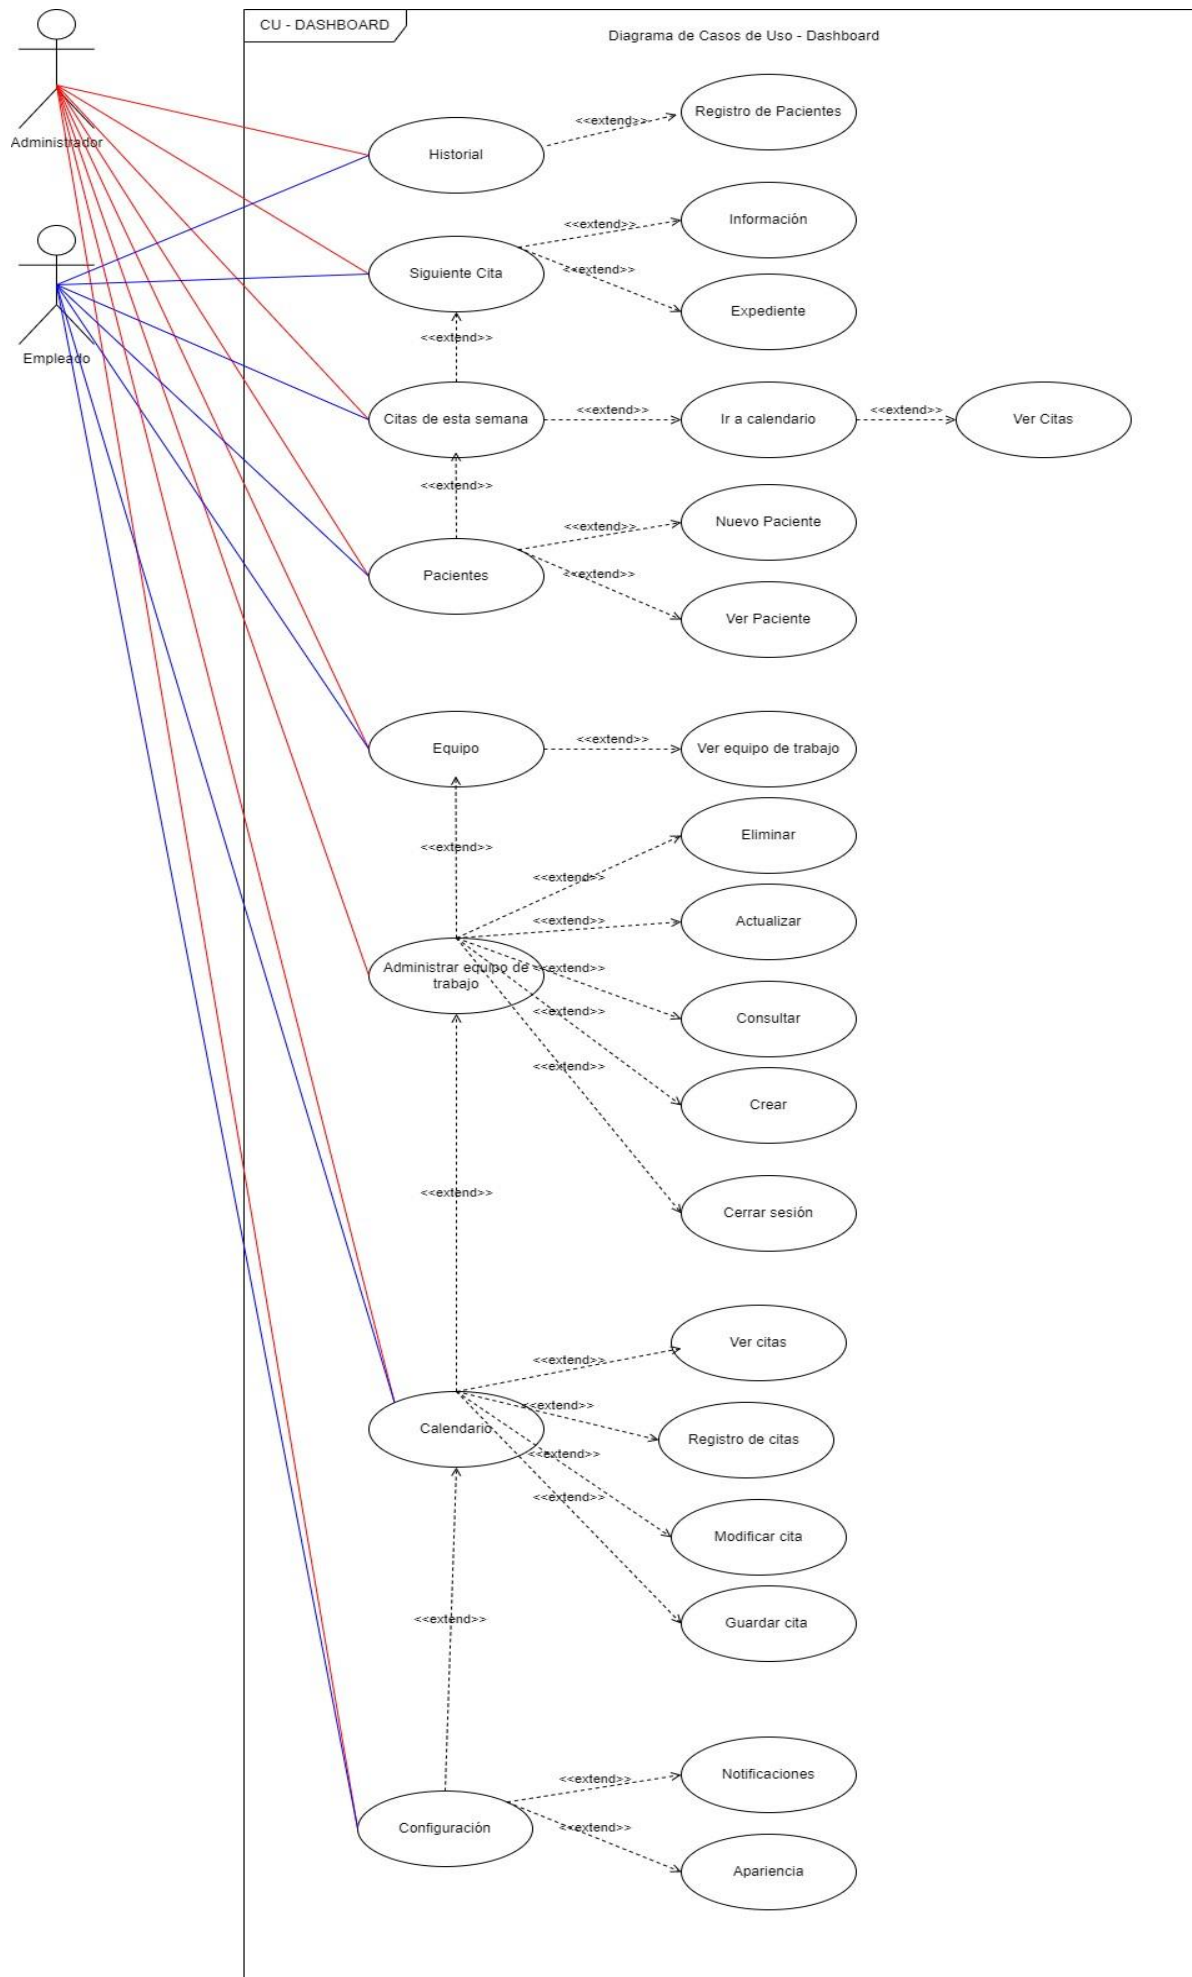 CU - DASHBOARD
Diagrama de Casos de Uso - Dashboard
Administrador
Empleado
Historial
<<extend>>
Registro de Pacientes
Siguiente Cita
<<extend>>
Información
<<extend>>
Expediente
<<extend>>
Citas de esta semana
<<extend>>
Ir a calendario
<<extend>>
Ver Citas
<<extend>>
Pacientes
<<extend>>
Nuevo Paciente
<<extend>>
Ver Paciente
Equipo
<<extend>>
Ver equipo de trabajo
<<extend>>
Administrar equipo de
trabajo
<<extend>>
Eliminar
<<extend>>
Actualizar
<<extend>>
Consultar
<<extend>>
Crear
<<extend>>
Cerrar sesión
<<extend>>
Calendario
<<extend>>
Ver citas
<<extend>>
Registro de citas
<<extend>>
Modificar cita
<<extend>>
Guardar cita
<<extend>>
Configuración
<<extend>>
Notificaciones
<<extend>>
Apariencia